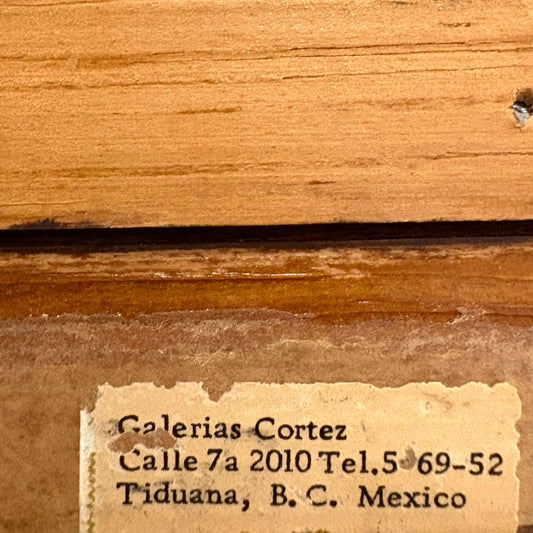 Galerias Cortez
Calle 7a 2010 Tel.5-69-52
Tiduana, B. C. Mexico